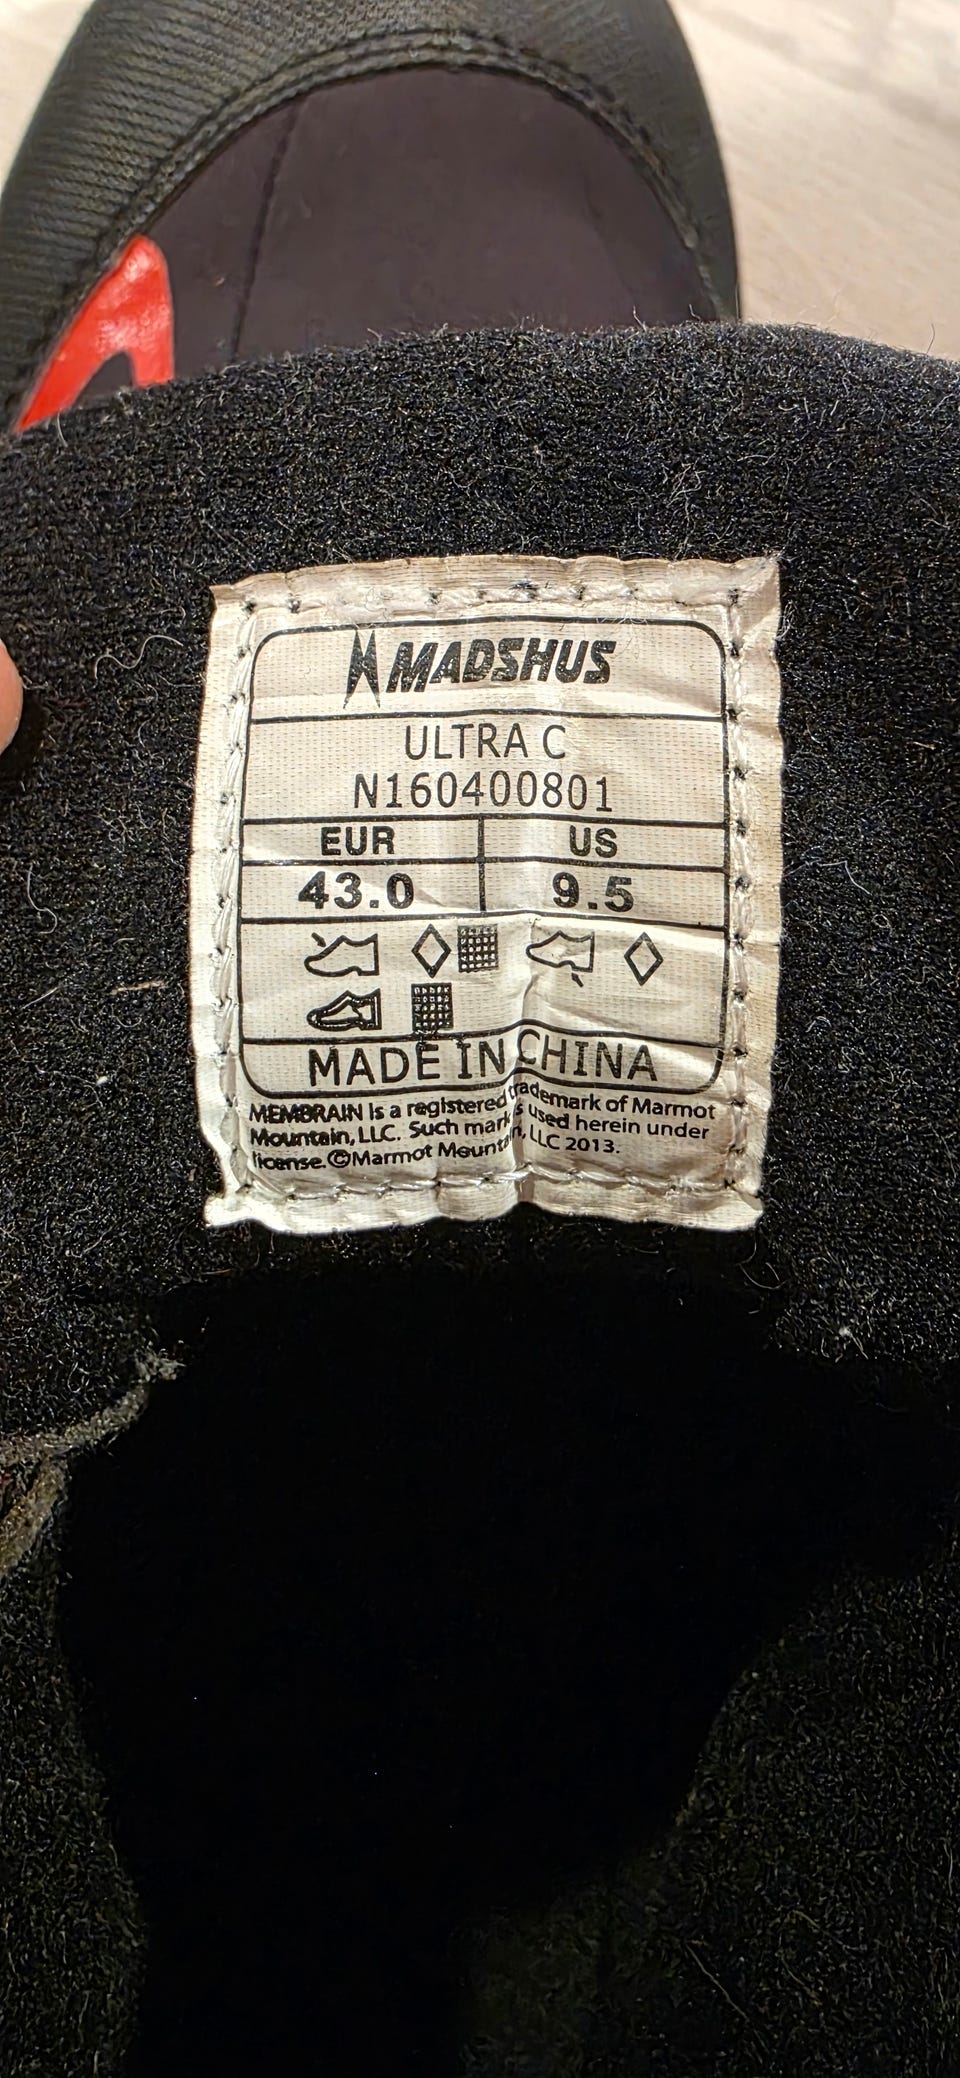 MADSHUS
ULTRA C
N160400801
EUR US
43.0 9.5
MADE IN CHINA
MEMBRAIN is a registered trademark of Marmot
Mountain, LLC. Such mark is used herein under
license.©Marmot Mountain, LLC 2013.